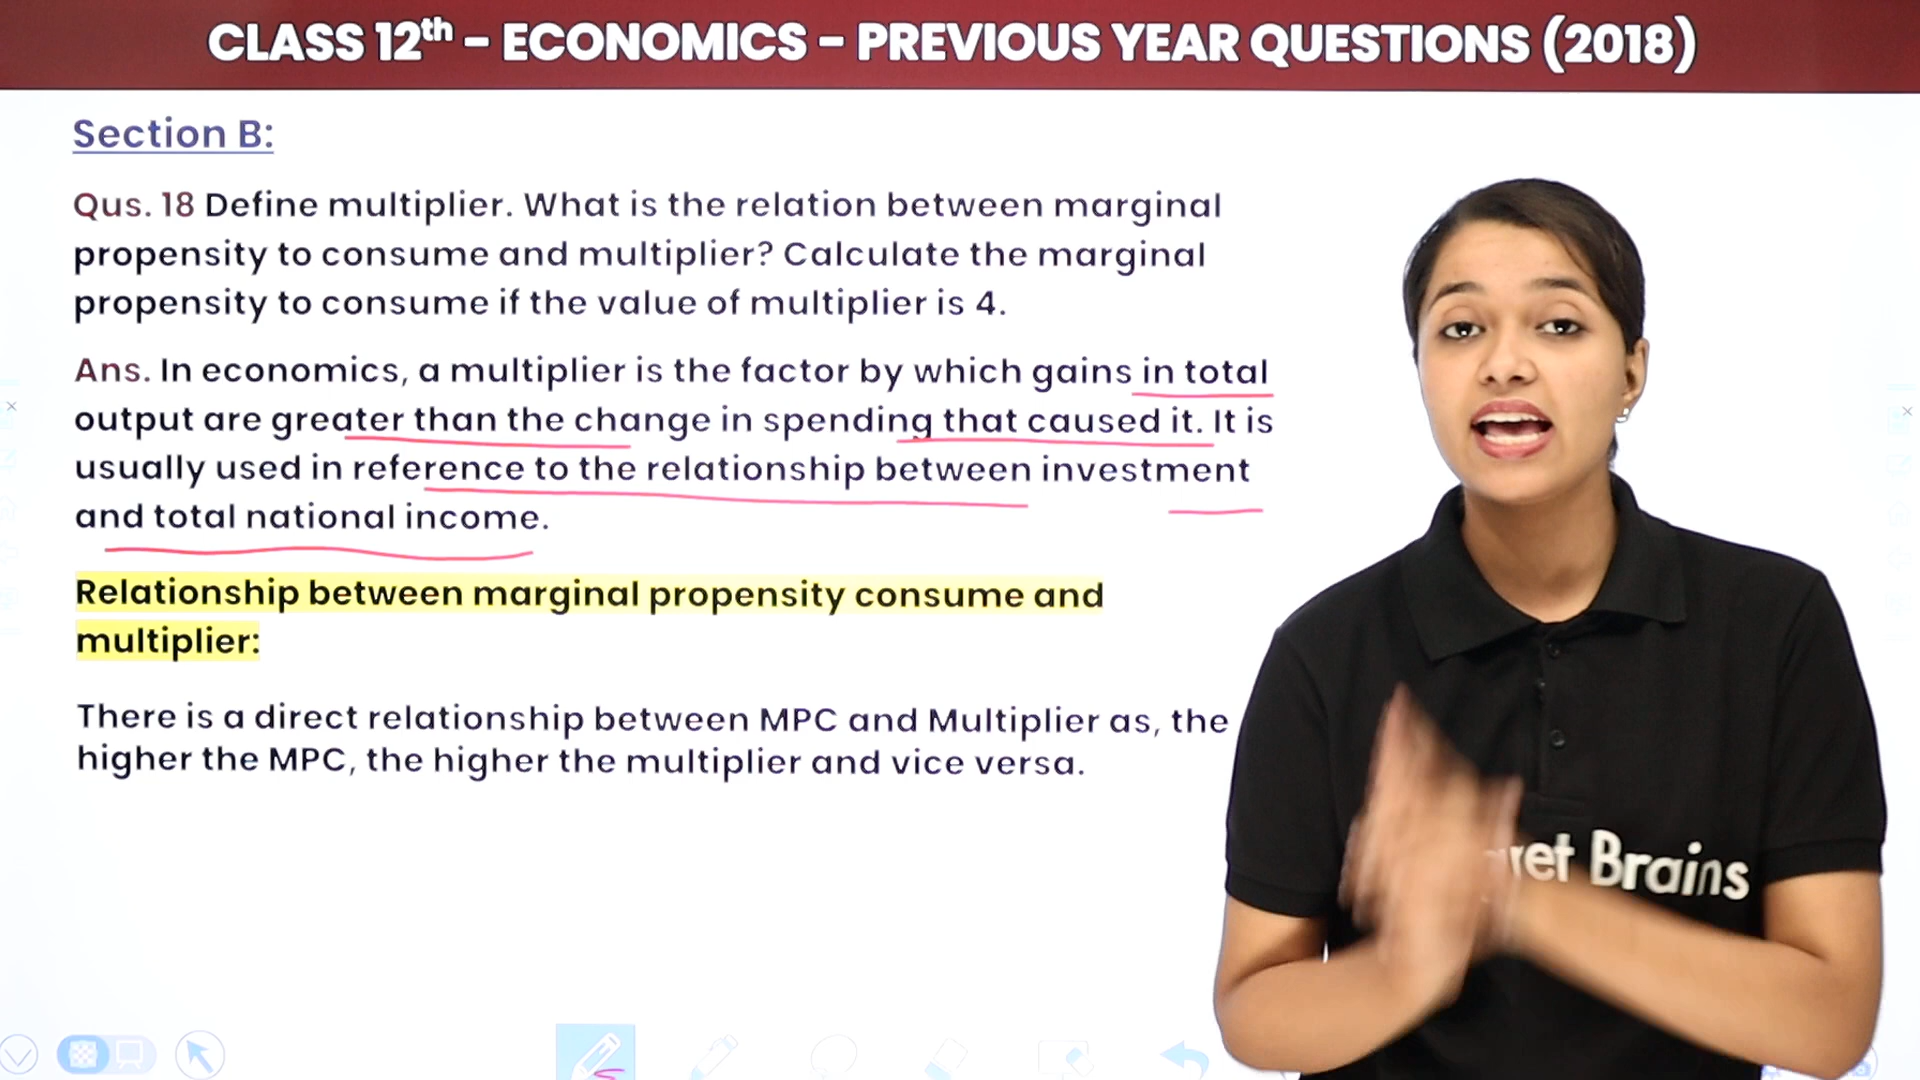 CLASS 12th - ECONOMICS - PREVIOUS YEAR QUESTIONS (2018)
Section B:
Qus. 18 Define multiplier. What is the relation between marginal
propensity to consume and multiplier? Calculate the marginal
propensity to consume if the value of multiplier is 4.
Ans. In economics, a multiplier is the factor by which gains in total
output are greater than the change in spending that caused it. It is
usually used in reference to the relationship between investment
and total national income.
Relationship between marginal propensity consume and
multiplier:
There is a direct relationship between MPC and Multiplier as, the
higher the MPC, the higher the multiplier and vice versa.
Brains